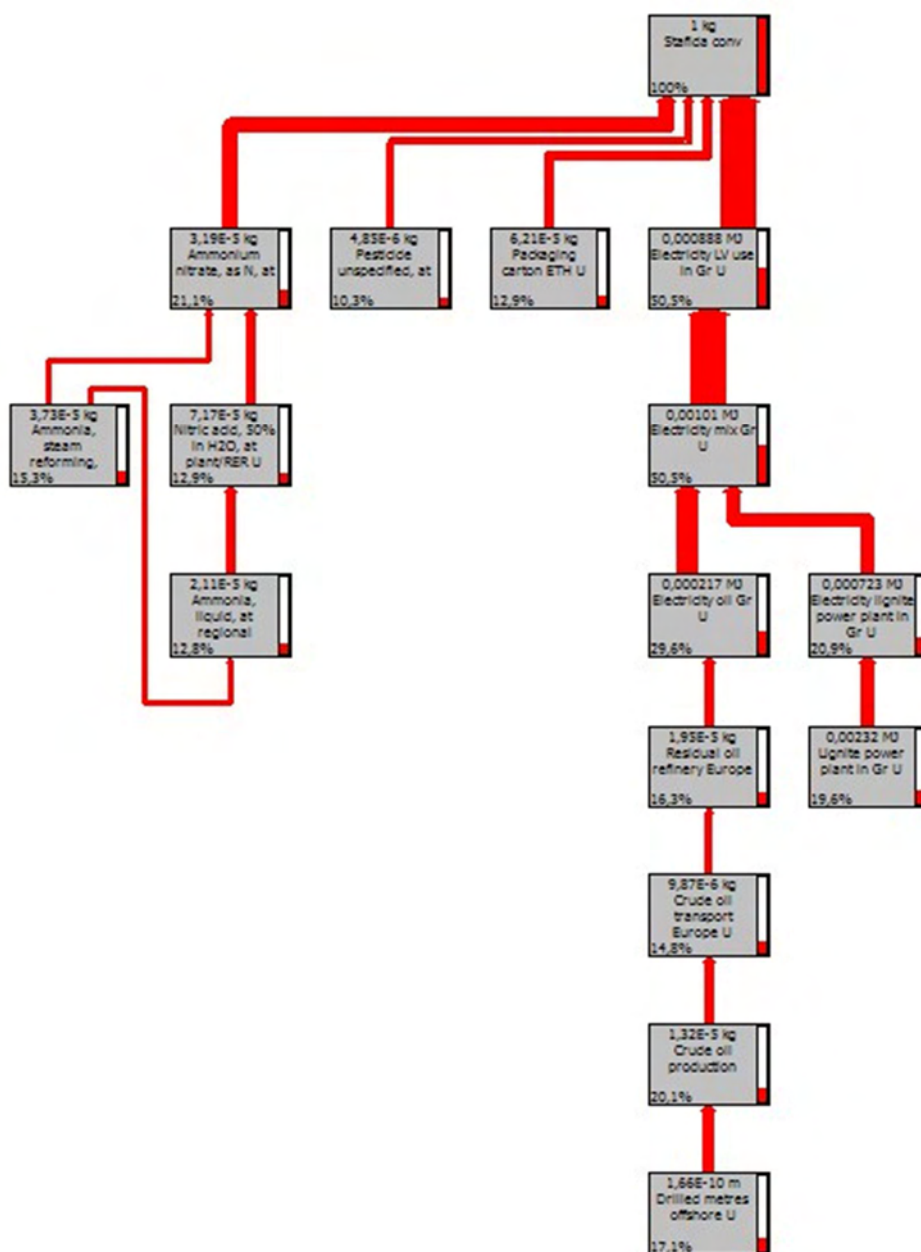 1 kg
Stafida conv
100%
3,19E-5 kg
Ammonium
nitrate, as N, at
21,1%
4,85E-6 kg
Pesticide
unspecified, at
10,3%
6,21E-5 kg
Packaging
carton ETH U
12,9%
0,000888 MJ
Electricity LV use
in Gr U
50,5%
3,73E-5 kg
Ammonia,
steam
reforming,
15,3%
7,17E-5 kg
Nitric acid, 50%
in H2O, at
plant/RER U
12,9%
0,00101 MJ
Electricity mix Gr
U
50,5%
2,11E-5 kg
Ammonia,
liquid, at
regional
12,8%
0,000217 MJ
Electricity oil Gr
U
29,6%
0,000723 MJ
Electricity lignite
power plant in
Gr U
20,9%
1,95E-5 kg
Residual oil
refinery Europe
16,3%
0,00232 MJ
Lignite power
plant in Gr U
19,6%
9,87E-6 kg
Crude oil
transport
Europe U
14,8%
1,32E-5 kg
Crude oil
production
20,1%
1,66E-10 m
Drilled metres
offshore U
17,1%